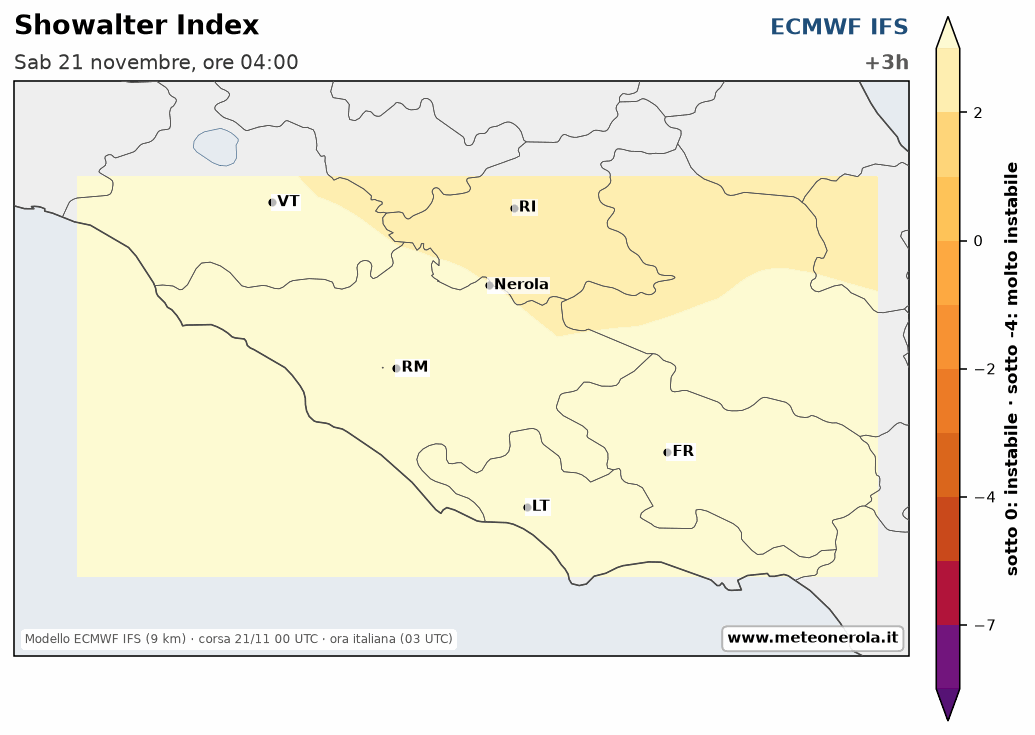 Showalter Index
ECMWF IFS
Sab 21 novembre, ore 04:00
+3h
VT
RI
Nerola
RM
FR
LT
2
0
−2
−4
−7
sotto 0: instabile · sotto -4: molto instabile
Modello ECMWF IFS (9 km) · corsa 21/11 00 UTC · ora italiana (03 UTC)
www.meteonerola.it